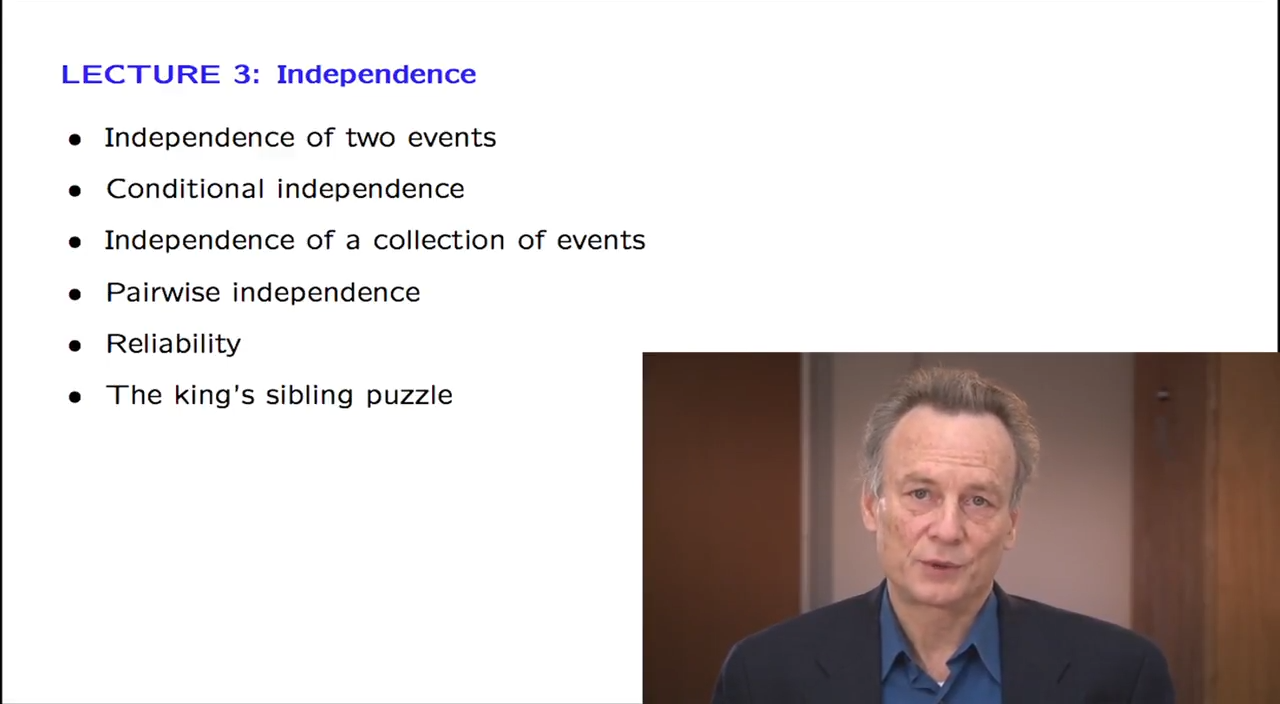 LECTURE 3: Independence
• Independence of two events
• Conditional independence
• Independence of a collection of events
• Pairwise independence
• Reliability
• The king's sibling puzzle